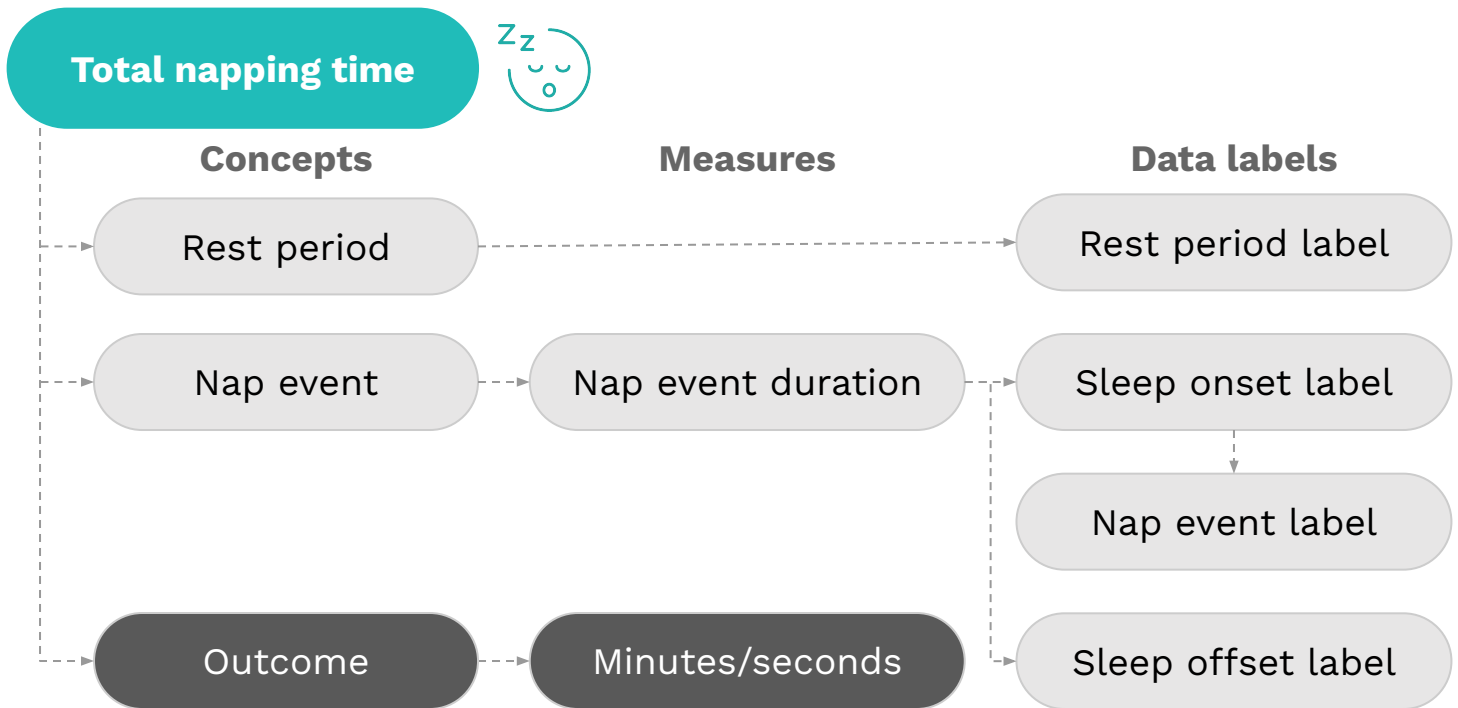 Total napping time
Zz
Concepts
Measures
Data labels
Rest period
Rest period label
Nap event
Nap event duration
Sleep onset label
Nap event label
Outcome
Minutes/seconds
Sleep offset label